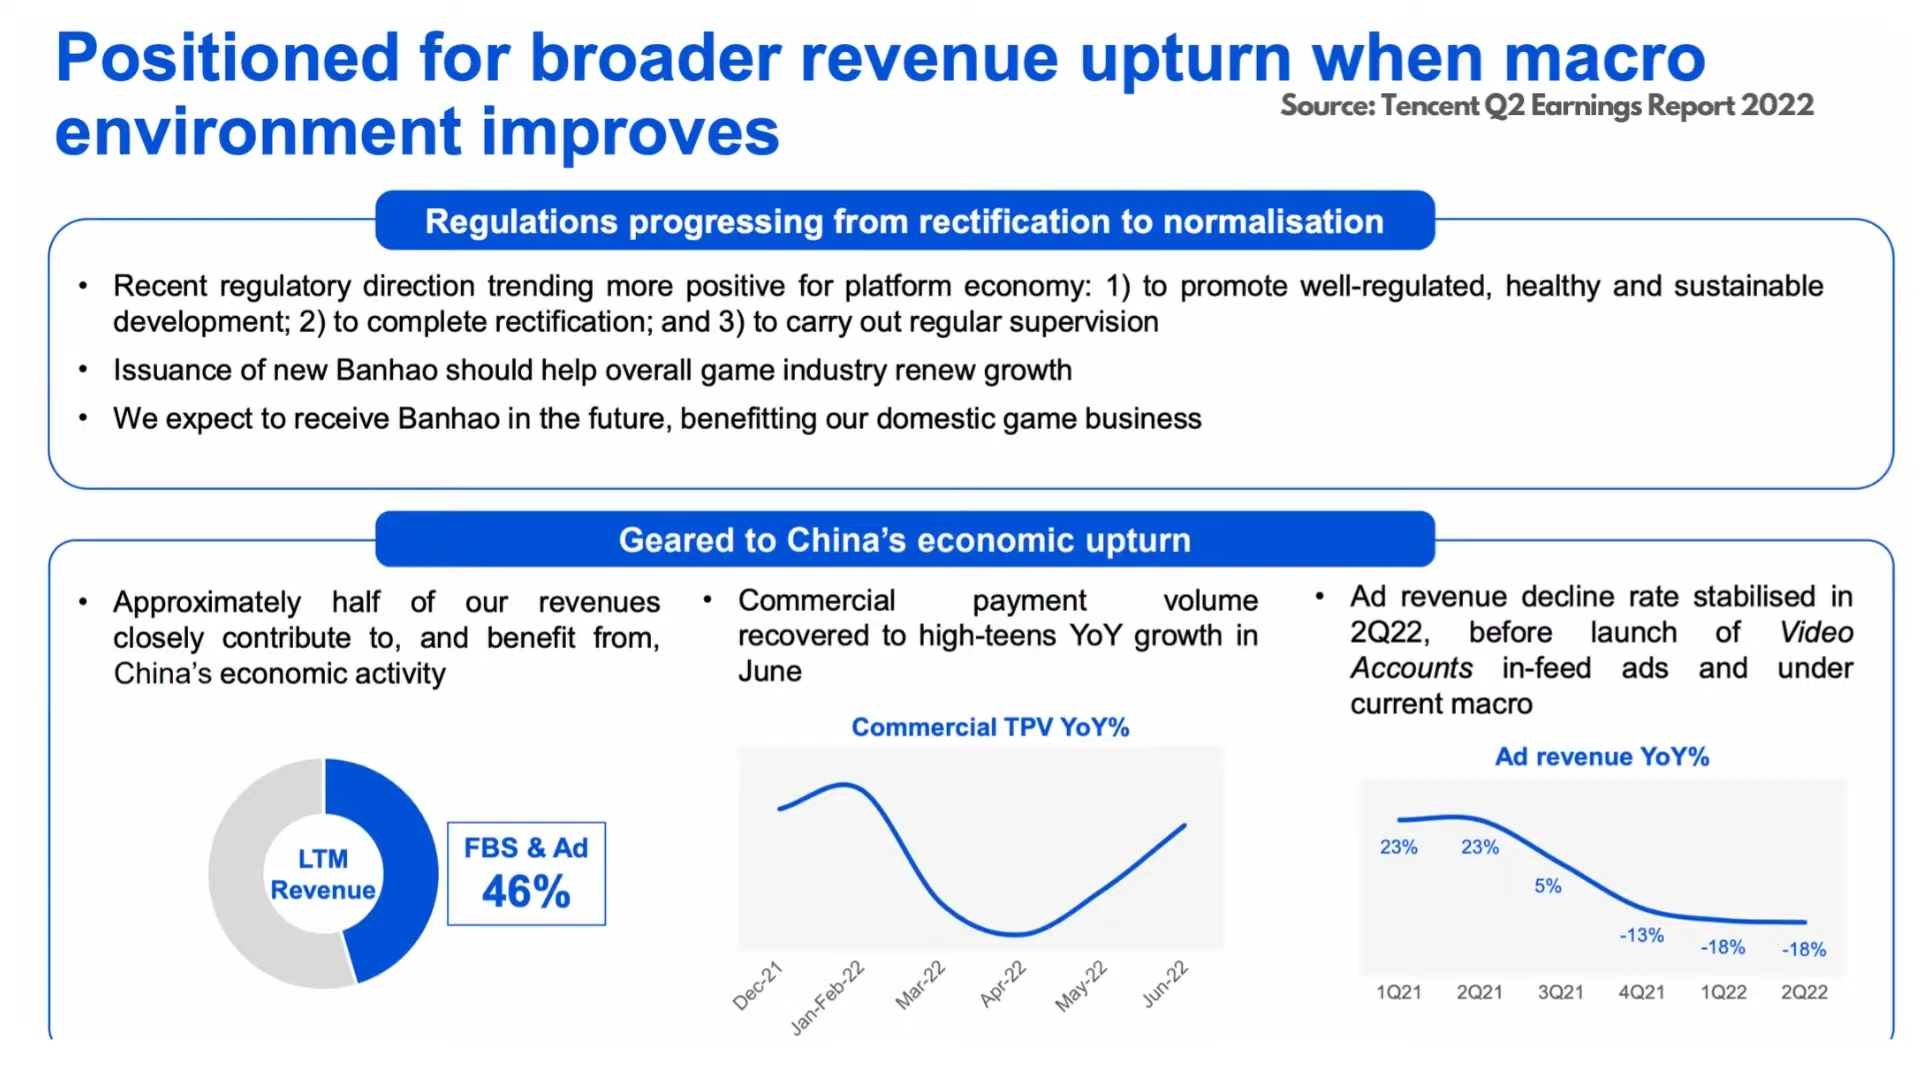 Positioned for broader revenue upturn when macro
environment improves
Source: Tencent Q2 Earnings Report 2022
Regulations progressing from rectification to normalisation
• Recent regulatory direction trending more positive for platform economy: 1) to promote well-regulated, healthy and sustainable
development; 2) to complete rectification; and 3) to carry out regular supervision
• Issuance of new Banhao should help overall game industry renew growth
• We expect to receive Banhao in the future, benefitting our domestic game business
Geared to China's economic upturn
• Approximately half of our revenues
closely contribute to, and benefit from,
China's economic activity
LTM
Revenue
FBS & Ad
46%
• Commercial payment volume
recovered to high-teens YoY growth in
June
Commercial TPV YoY%
Dec-21
Jan-Feb-22
Mar-22
Apr-22
May-22
Jun-22
• Ad revenue decline rate stabilised in
2Q22, before launch of Video
Accounts in-feed ads and under
current macro
Ad revenue YoY%
23%
23%
5%
-13%
-18%
-18%
1Q21
2Q21
3Q21
4Q21
1Q22
2Q22